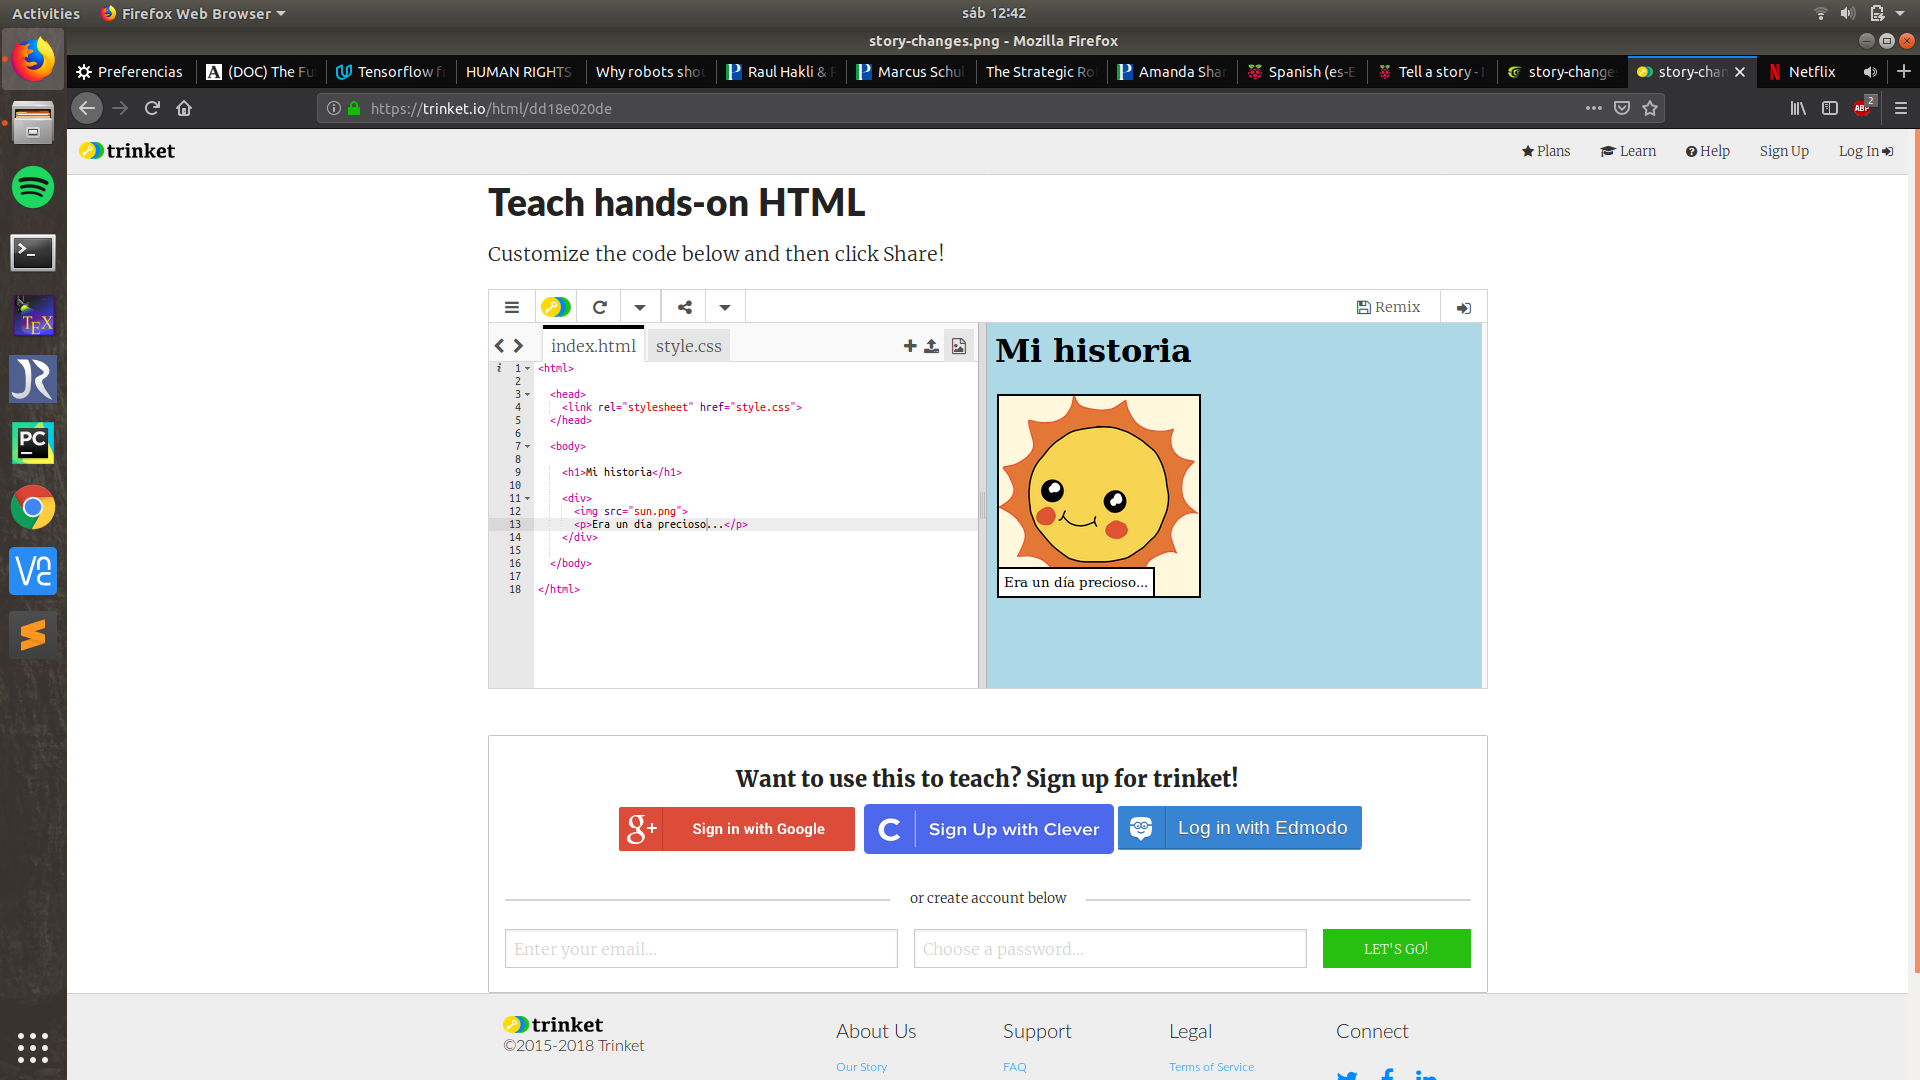 Activities
Firefox Web Browser
sáb 12:42
story-changes.png - Mozilla Firefox
Preferencias
(DOC) The Fu
Tensorflow f
HUMAN RIGHTS
Why robots shou
Raul Hakli & P
Marcus Schul
The Strategic Ro
Amanda Shar
Spanish (es-E
Tell a story - I
story-change
story-chan
Netflix
https://trinket.io/html/dd18e020de
ABP
2
trinket
Plans
Learn
Help
Sign Up
Log In
Teach hands-on HTML
Customize the code below and then click Share!
Remix
index.html
style.css
i 1 <html>
2
3 <head>
4 <link rel="stylesheet" href="style.css">
5 </head>
6
7 <body>
8
9 <h1>Mi historia</h1>
10
11 <div>
12 <img src="sun.png">
13 <p>Era un día precioso...</p>
14 </div>
15
16 </body>
17
18 </html>
Mi historia
Era un día precioso...
Want to use this to teach? Sign up for trinket!
g+ Sign in with Google
C Sign Up with Clever
Log in with Edmodo
or create account below
Enter your email...
Choose a password...
LET'S GO!
trinket
©2015-2018 Trinket
About Us
Our Story
Support
FAQ
Legal
Terms of Service
Connect
TEX
JR
PC